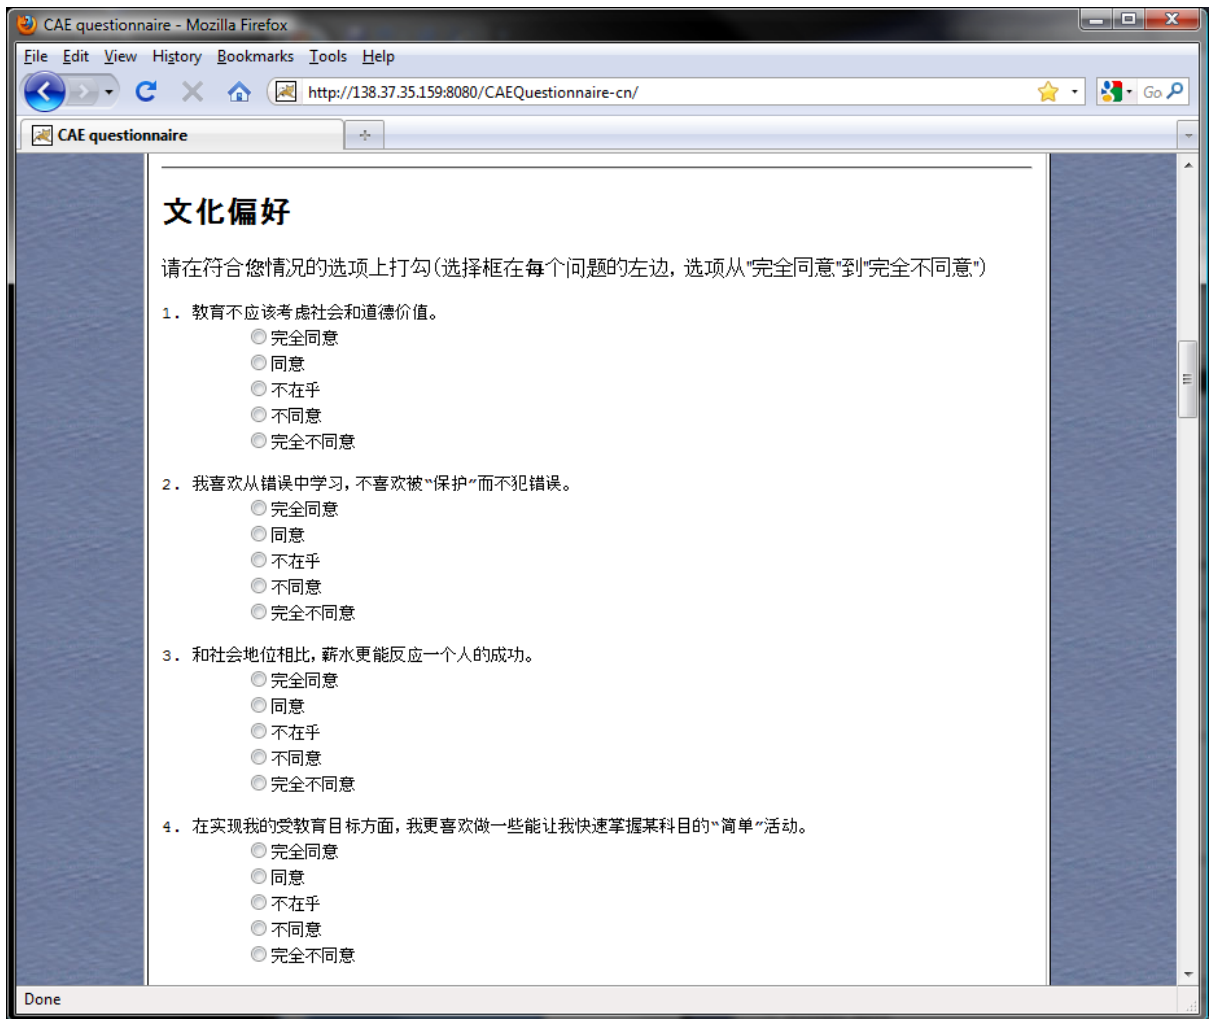 CAE questionnaire - Mozilla Firefox
File Edit View History Bookmarks Tools Help
http://138.37.35.159:8080/CAEQuestionnaire-cn/
Go
CAE questionnaire
文化偏好
请在符合您情况的选项上打勾(选择框在每个问题的左边, 选项从"完全同意"到"完全不同意")
1. 教育不应该考虑社会和道德价值。
完全同意
同意
不在乎
不同意
完全不同意
2. 我喜欢从错误中学习, 不喜欢被“保护”而不犯错误。
完全同意
同意
不在乎
不同意
完全不同意
3. 和社会地位相比, 薪水更能反应一个人的成功。
完全同意
同意
不在乎
不同意
完全不同意
4. 在实现我的受教育目标方面, 我更喜欢做一些能让我快速掌握某科目的“简单”活动。
完全同意
同意
不在乎
不同意
完全不同意
Done